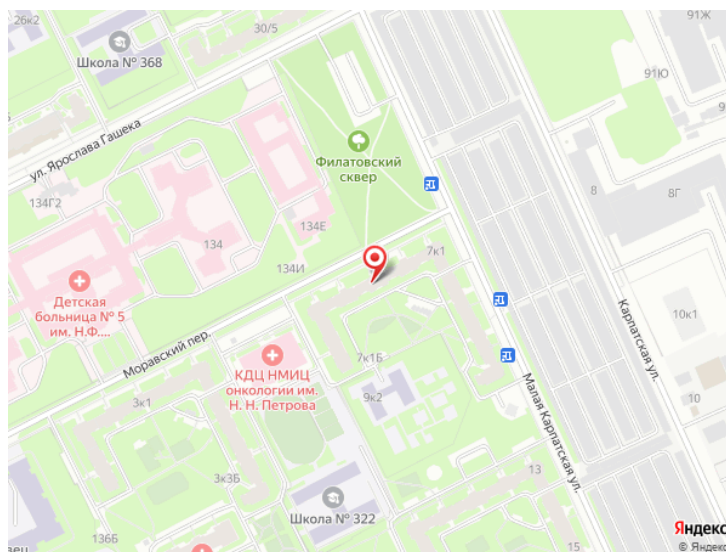 26к2
30/5
91Ж
Школа № 368
91Ю
ул. Ярослава Гашека
Филатовский
сквер
134Г2
8
8Г
134Е
134
7к1
134И
Детская
больница № 5
им. Н.Ф....
Карпатская ул.
10к1
Моравский пер.
7к1Б
КДЦ НМИЦ
онкологии им.
Н. Н. Петрова
9к2
10
3к1
Малая Карпатская ул.
3к3Б
13
Школа № 322
136Б
15
Яндекс
© Яндекс